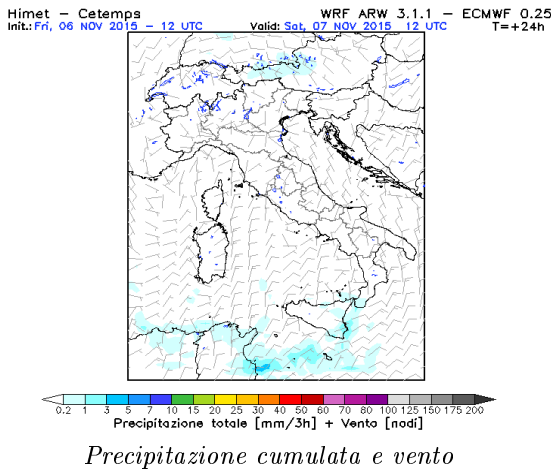 Himet – Cetemps WRF ARW 3.1.1 – ECMWF 0.25
Init.: Fri, 06 NOV 2015 – 12 UTC Valid: Sat, 07 NOV 2015 12 UTC T=+24h
0.2 1 3 5 7 10 15 20 25 30 40 50 60 70 80 90 100 125 150 175 200
Precipitazione totale [mm/3h] + Vento [nodi]
Precipitazione cumulata e vento